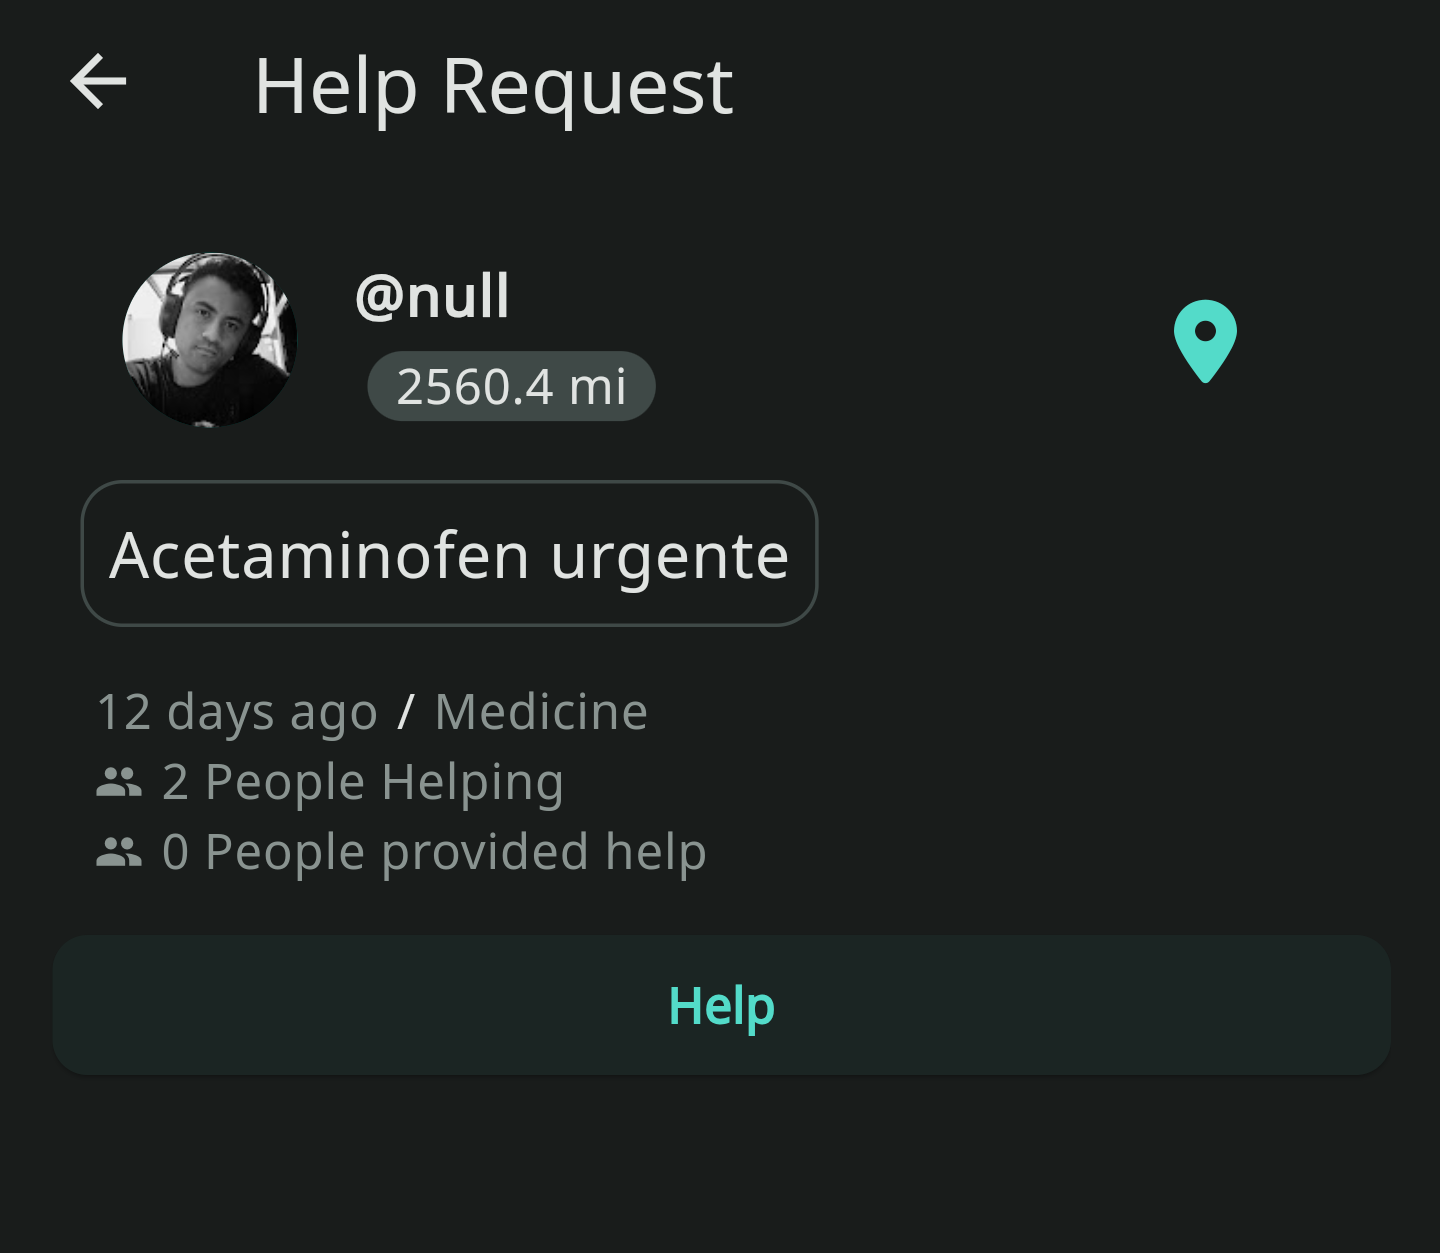 Help Request
@null
2560.4 mi
Acetaminofen urgente
12 days ago / Medicine
2 People Helping
0 People provided help
Help